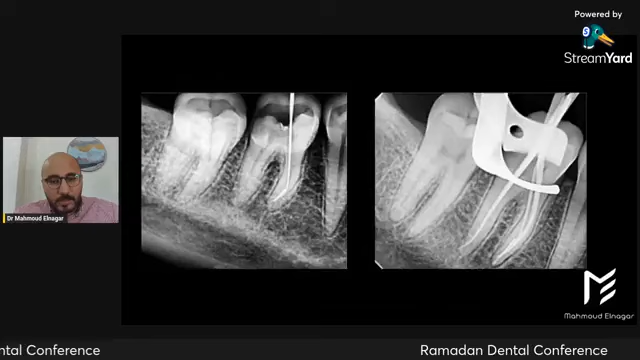 Powered by
StreamYard
Dr Mahmoud Elnagar
Mahmoud Elnagar
ntal Conference
Ramadan Dental Conference